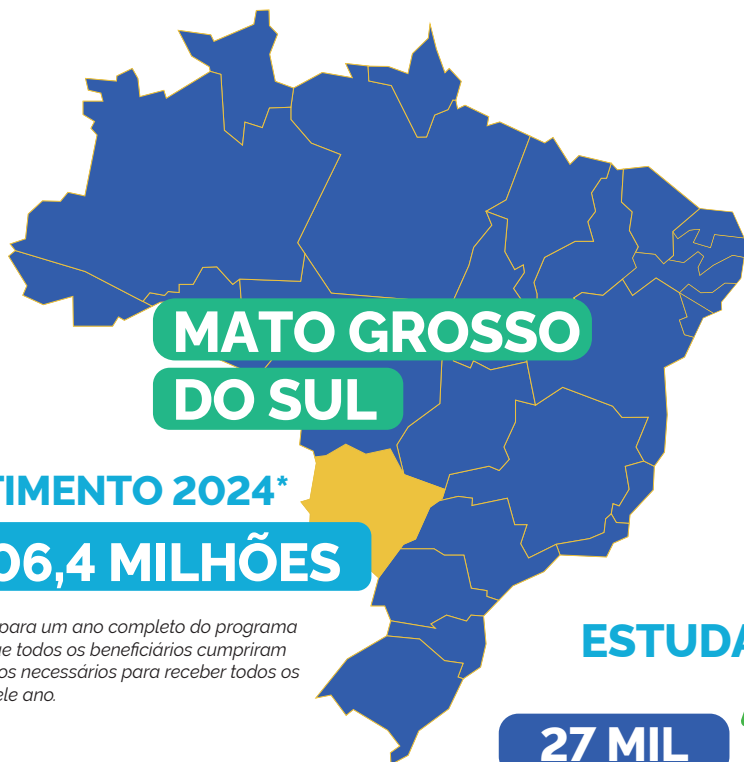 MATO GROSSO
DO SUL
TIMENTO 2024*
06,4 MILHÕES
para um ano completo do programa
e todos os beneficiários cumpriram
os necessários para receber todos os
ele ano.
ESTUDA
27 MIL